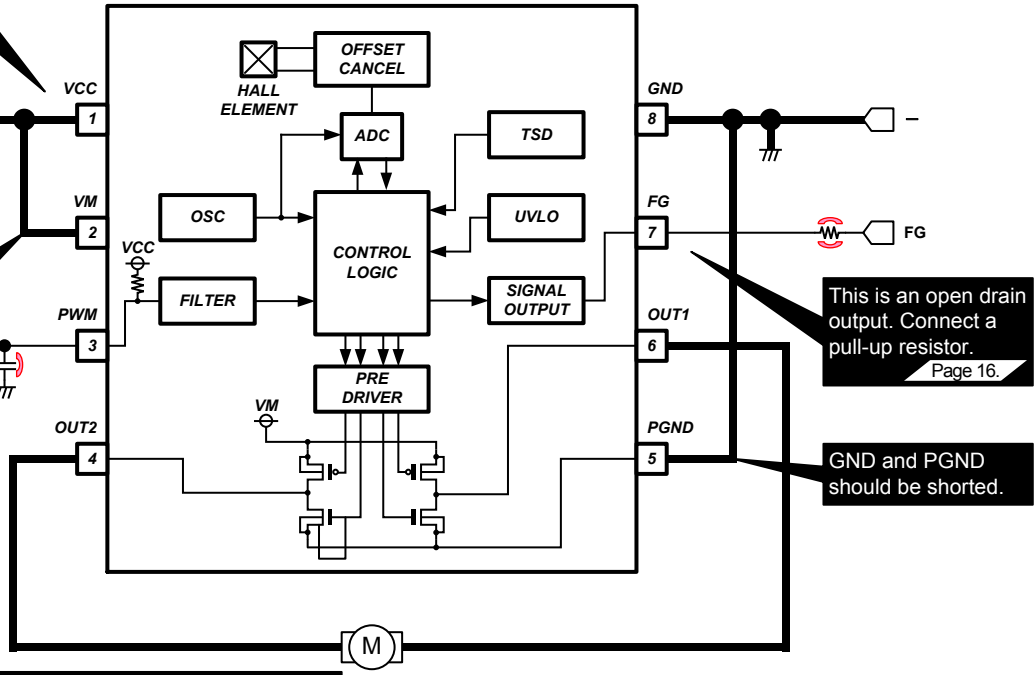 OFFSET
CANCEL
HALL
ELEMENT
VCC
1
GND
8
–
ADC
TSD
VM
2
OSC
UVLO
FG
7
FG
VCC
CONTROL
LOGIC
FILTER
SIGNAL
OUTPUT
PWM
3
OUT1
6
This is an open drain
output. Connect a
pull-up resistor.
Page 16.
PRE
DRIVER
VM
OUT2
4
PGND
5
GND and PGND
should be shorted.
M